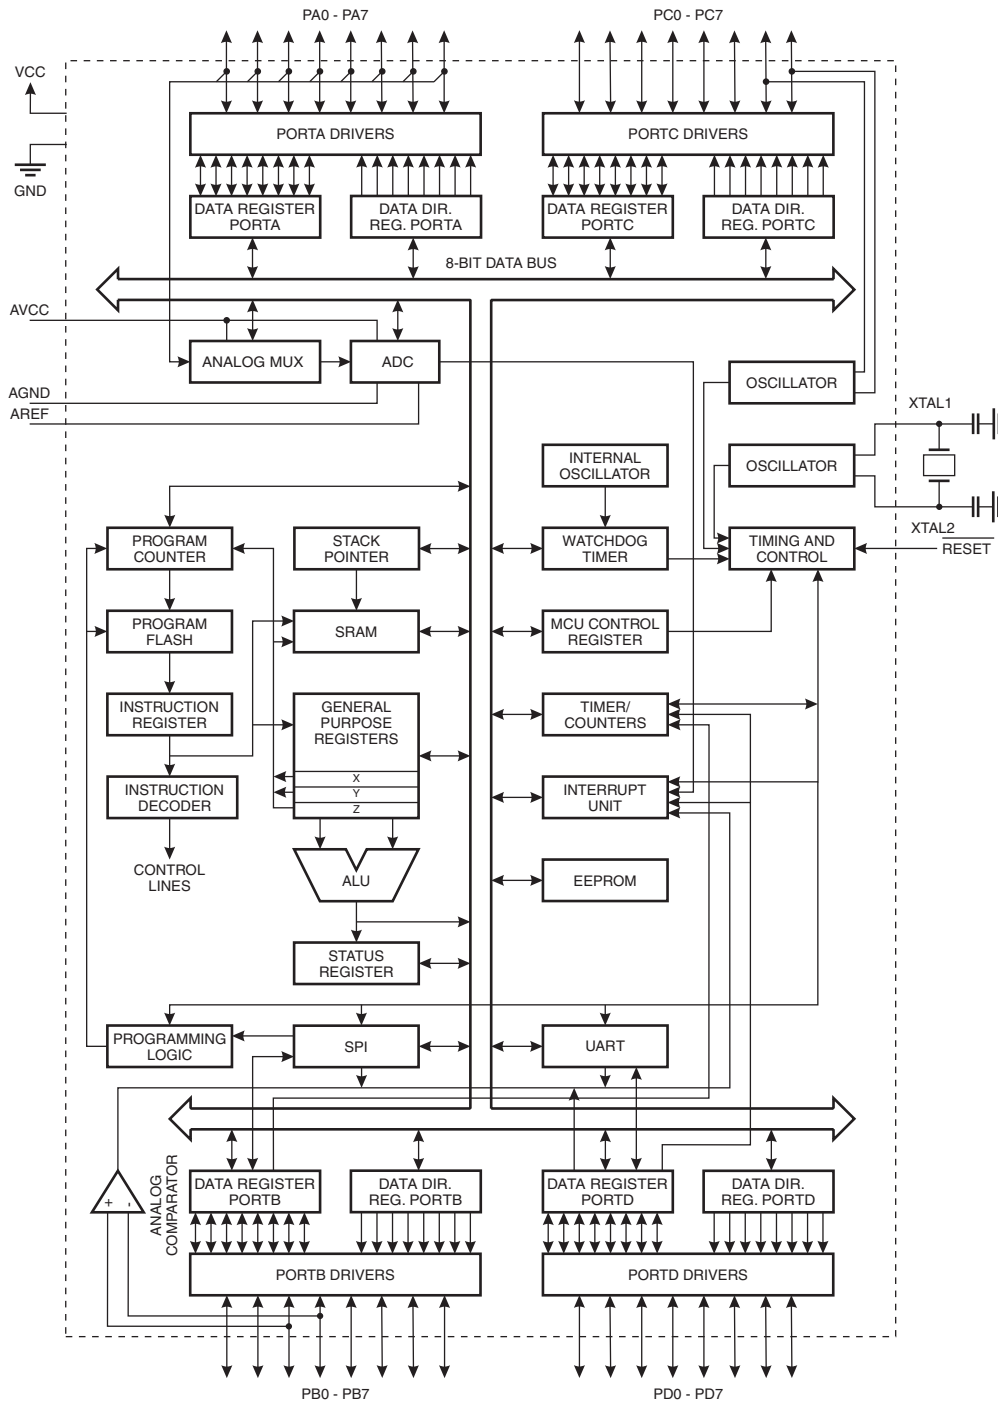 PA0 - PA7
PC0 - PC7
VCC
GND
PORTA DRIVERS
PORTC DRIVERS
DATA REGISTER
PORTA
DATA DIR.
REG. PORTA
DATA REGISTER
PORTC
DATA DIR.
REG. PORTC
8-BIT DATA BUS
AVCC
ANALOG MUX
ADC
AGND
AREF
OSCILLATOR
XTAL1
INTERNAL
OSCILLATOR
OSCILLATOR
XTAL2
RESET
PROGRAM
COUNTER
STACK
POINTER
WATCHDOG
TIMER
TIMING AND
CONTROL
PROGRAM
FLASH
SRAM
MCU CONTROL
REGISTER
INSTRUCTION
REGISTER
GENERAL
PURPOSE
REGISTERS
X
Y
Z
TIMER/
COUNTERS
INSTRUCTION
DECODER
INTERRUPT
UNIT
CONTROL
LINES
ALU
EEPROM
STATUS
REGISTER
PROGRAMMING
LOGIC
SPI
UART
ANALOG
COMPARATOR
+
-
DATA REGISTER
PORTB
DATA DIR.
REG. PORTB
DATA REGISTER
PORTD
DATA DIR.
REG. PORTD
PORTB DRIVERS
PORTD DRIVERS
PB0 - PB7
PD0 - PD7